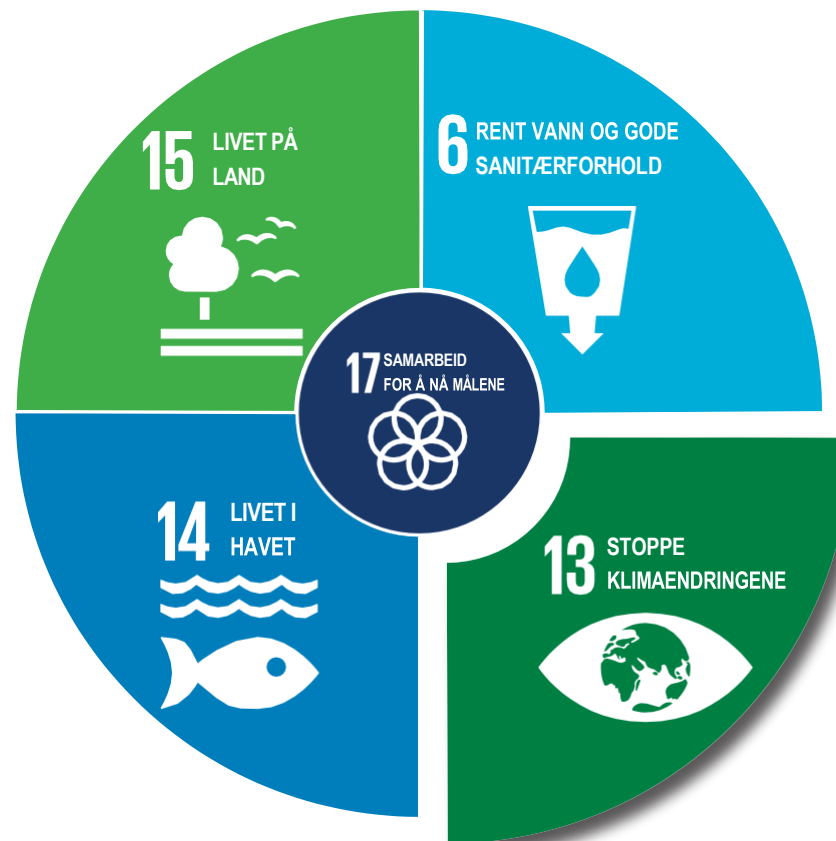 15 LIVET PÅ
LAND
6 RENT VANN OG GODE
SANITÆRFORHOLD
17 SAMARBEID
FOR Å NÅ MÅLENE
14 LIVET I
HAVET
13 STOPPE
KLIMAENDRINGENE